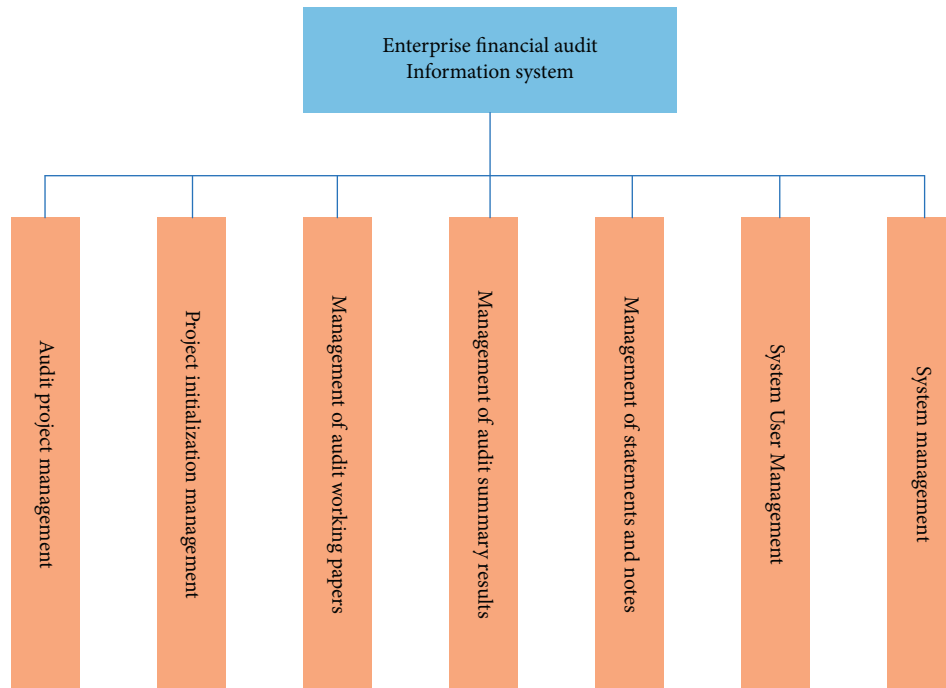 Enterprise financial audit
Information system
Audit project management
Project initialization management
Management of audit working papers
Management of audit summary results
Management of statements and notes
System User Management
System management